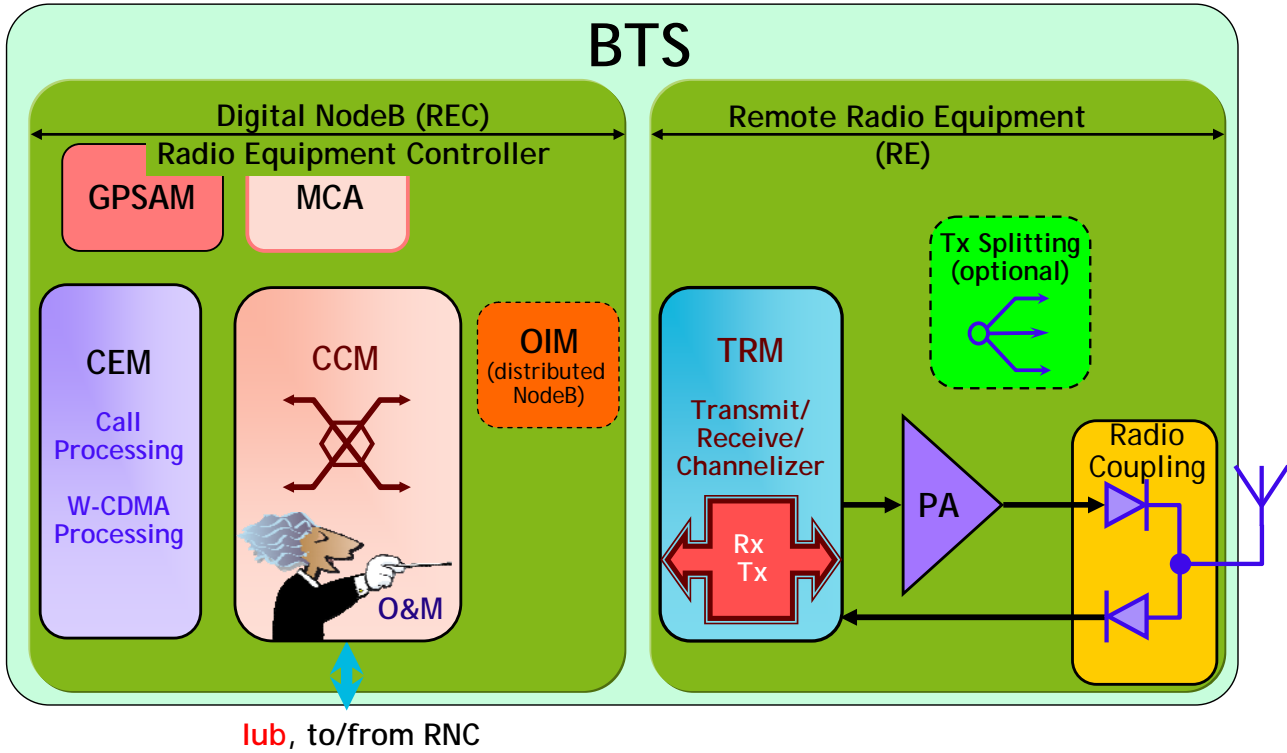 BTS
Digital NodeB (REC)
Radio Equipment Controller
GPSAM
MCA
CEM
Call
Processing
W-CDMA
Processing
CCM
O&M
OIM
(distributed
NodeB)
Iub, to/from RNC
Remote Radio Equipment
(RE)
Tx Splitting
(optional)
TRM
Transmit/
Receive/
Channelizer
Rx
Tx
PA
Radio
Coupling